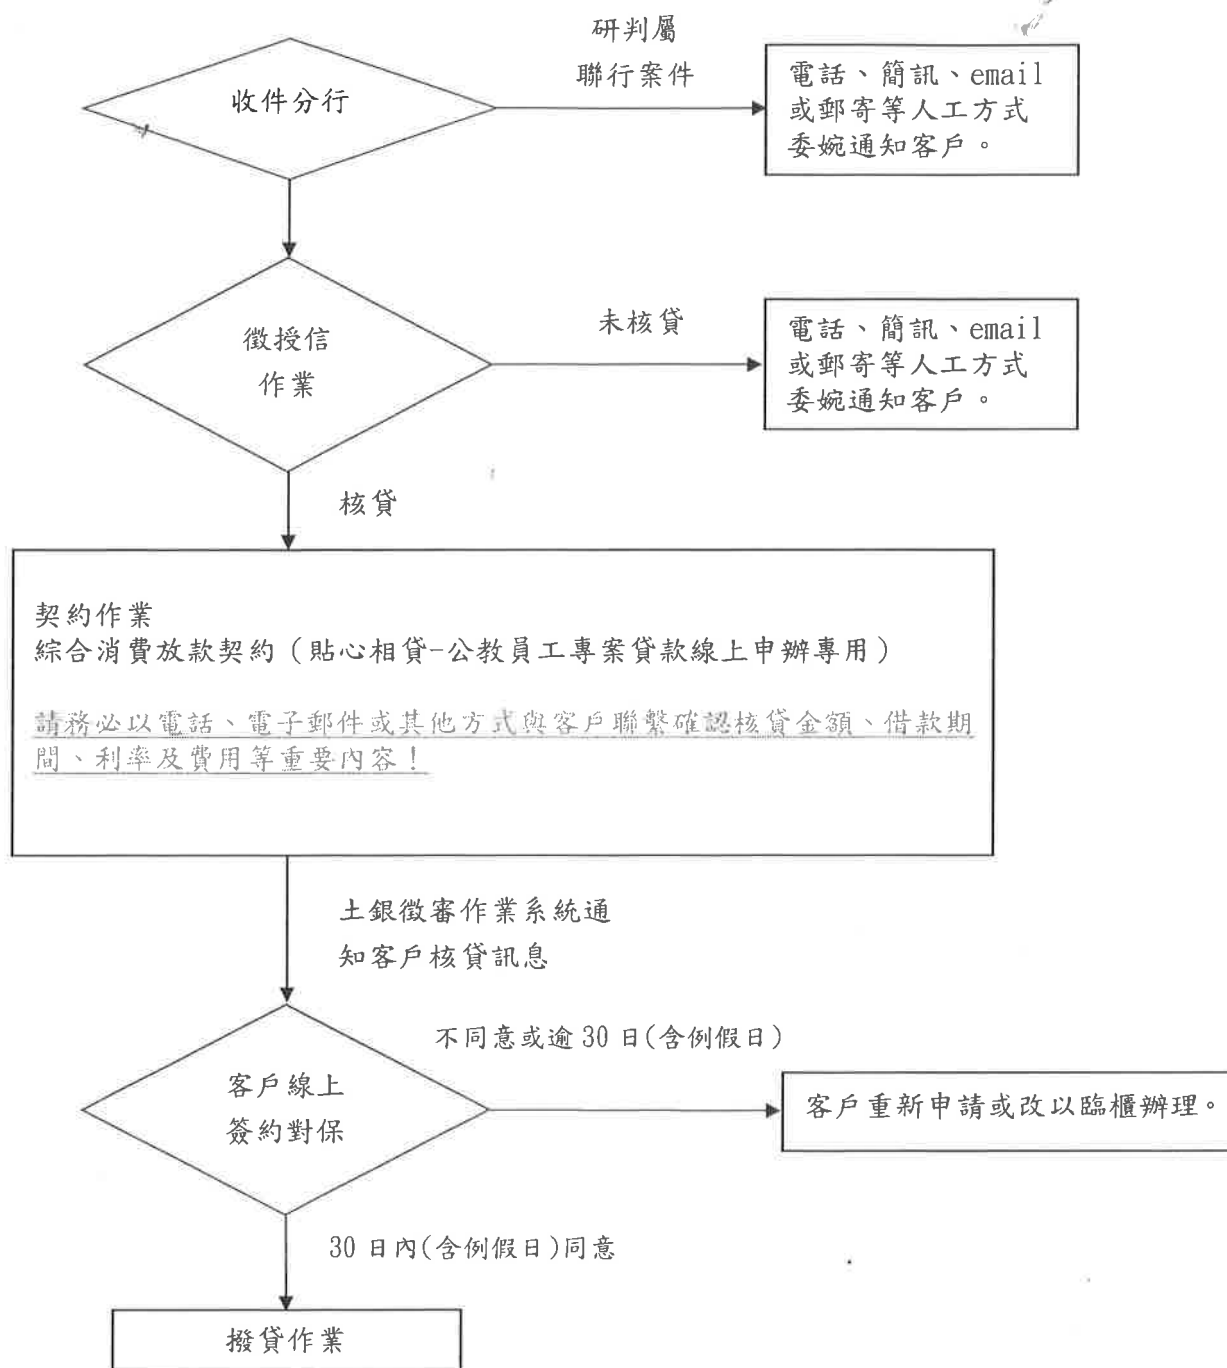 研判屬
聯行案件
收件分行
電話、簡訊、email
或郵寄等人工方式
委婉通知客戶。
徵授信
作業
未核貸
電話、簡訊、email
或郵寄等人工方式
委婉通知客戶。
核貸
契約作業
綜合消費放款契約（貼心相貸-公教員工專案貸款線上申辦專用）
請務必以電話、電子郵件或其他方式與客戶聯繫確認核貸金額、借款期
間、利率及費用等重要內容！
土銀徵審作業系統通
知客戶核貸訊息
不同意或逾30日(含例假日)
客戶線上
簽約對保
客戶重新申請或改以臨櫃辦理。
30日內(含例假日)同意
撥貸作業